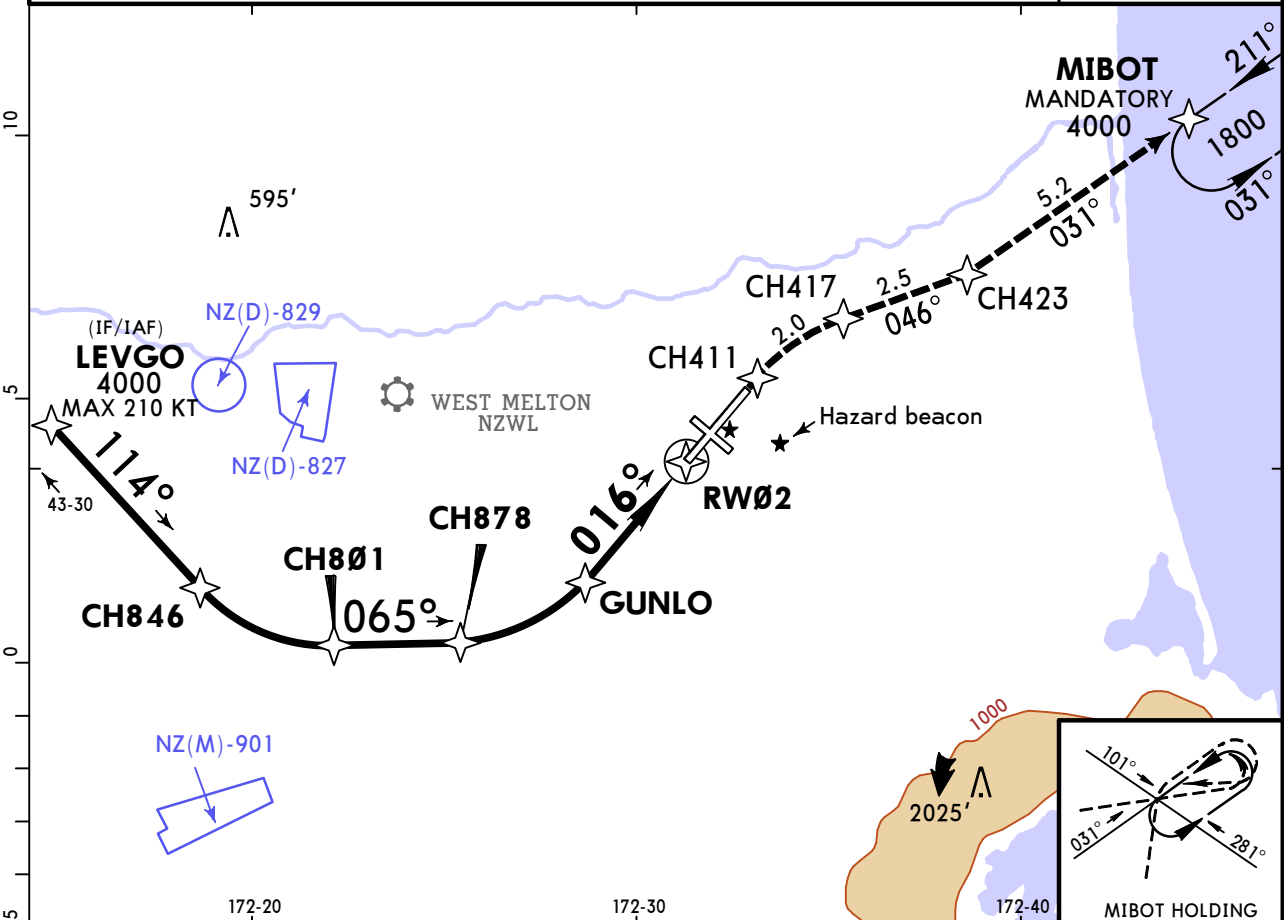 211°
MIBOT
MANDATORY
4000
1800
031°
10
5.2
031°
595'
NZ(D)-829
(IF/IAF)
LEVGO
4000
MAX 210 KT
CH417
2.5
046°
CH423
2.0
CH411
5
WEST MELTON
NZWL
Hazard beacon
NZ(D)-827
114°
43-30
016°
RWØ2
CH878
CH8Ø1
065°
GUNLO
CH846
0
1000
NZ(M)-901
2025'
101°
031°
281°
172-20
172-30
172-40
MIBOT HOLDING
5